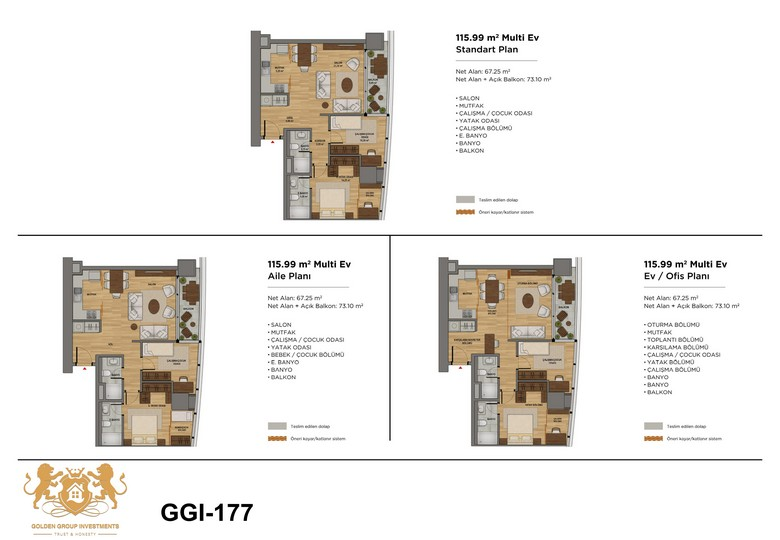 115.99 m² Multi Ev
Standart Plan
Net Alan: 67.25 m²
Net Alan + Açık Balkon: 73.10 m²
• SALON
• MUTFAK
• ÇALIŞMA / ÇOCUK ODASI
• YATAK ODASI
• ÇALIŞMA BÖLÜMÜ
• E. BANYO
• BANYO
• BALKON
Teslim edilen dolap
Öneri kayar/katlanır sistem
115.99 m² Multi Ev
Aile Planı
Net Alan: 67.25 m²
Net Alan + Açık Balkon: 73.10 m²
• SALON
• MUTFAK
• ÇALIŞMA / ÇOCUK ODASI
• YATAK ODASI
• BEBEK / ÇOCUK BÖLÜMÜ
• E. BANYO
• BANYO
• BALKON
Teslim edilen dolap
Öneri kayar/katlanır sistem
115.99 m² Multi Ev
Ev / Ofis Planı
Net Alan: 67.25 m²
Net Alan + Açık Balkon: 73.10 m²
• OTURMA BÖLÜMÜ
• MUTFAK
• TOPLANTI BÖLÜMÜ
• KARŞILAMA BÖLÜMÜ
• ÇALIŞMA / ÇOCUK ODASI
• YATAK BÖLÜMÜ
• ÇALIŞMA BÖLÜMÜ
• BANYO
• BANYO
• BALKON
Teslim edilen dolap
Öneri kayar/katlanır sistem
GOLDEN GROUP INVESTMENTS
TRUST & HONESTY
GGI-177